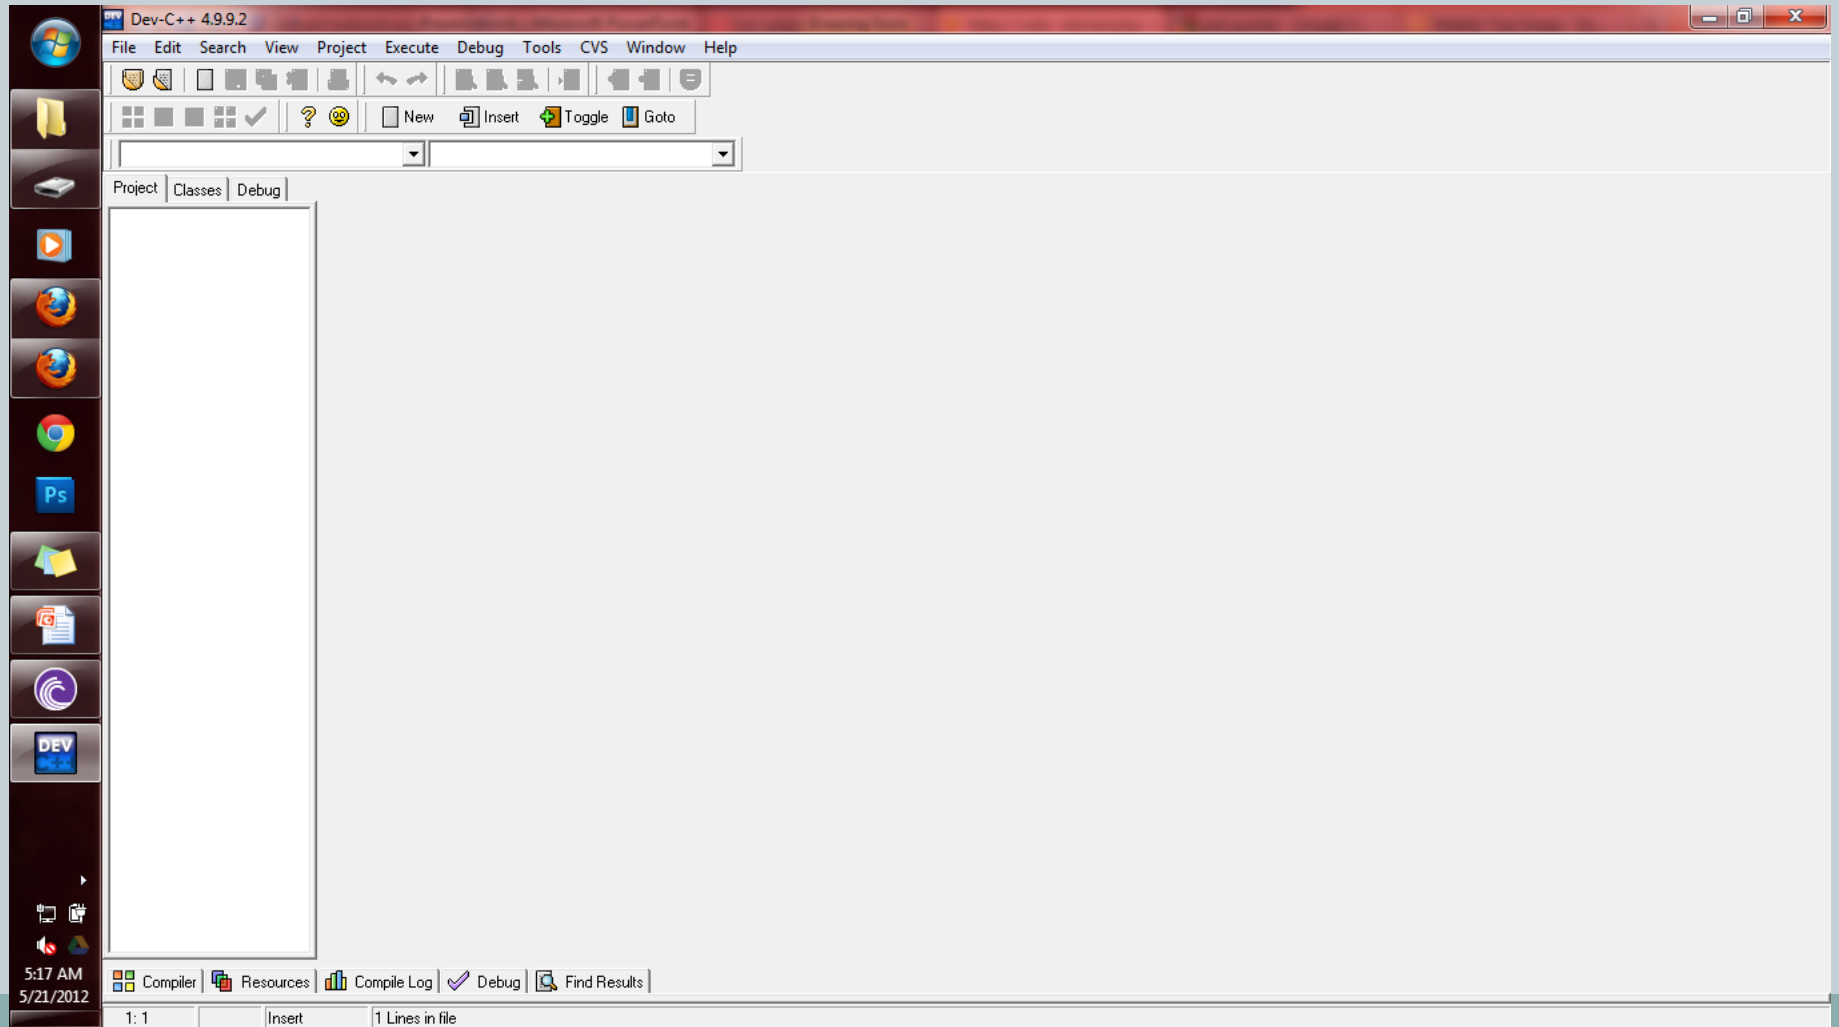 Dev-C++ 4.9.9.2
File Edit Search View Project Execute Debug Tools CVS Window Help
New Insert Toggle Goto
Project Classes Debug
Ps
DEV
C++
5:17 AM
5/21/2012
Compiler Resources Compile Log Debug Find Results
1: 1 Insert 1 Lines in file